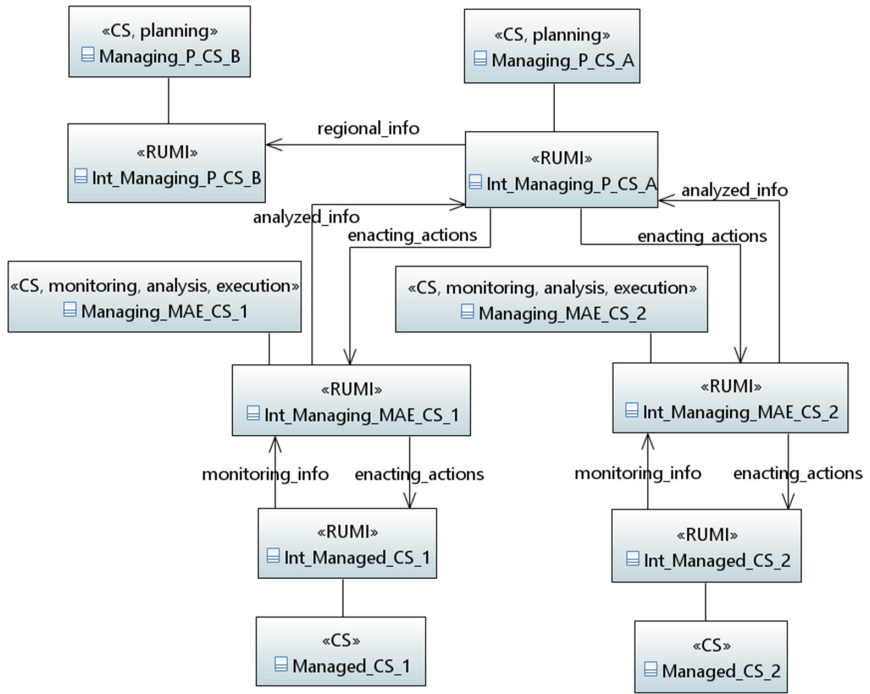 «CS, planning»
Managing_P_CS_B
«CS, planning»
Managing_P_CS_A
regional_info
«RUMI»
Int_Managing_P_CS_B
«RUMI»
Int_Managing_P_CS_A
analyzed_info
analyzed_info
enacting_actions
enacting_actions
«CS, monitoring, analysis, execution»
Managing_MAE_CS_1
«CS, monitoring, analysis, execution»
Managing_MAE_CS_2
«RUMI»
Int_Managing_MAE_CS_1
«RUMI»
Int_Managing_MAE_CS_2
monitoring_info
enacting_actions
monitoring_info
enacting_actions
«RUMI»
Int_Managed_CS_1
«RUMI»
Int_Managed_CS_2
«CS»
Managed_CS_1
«CS»
Managed_CS_2